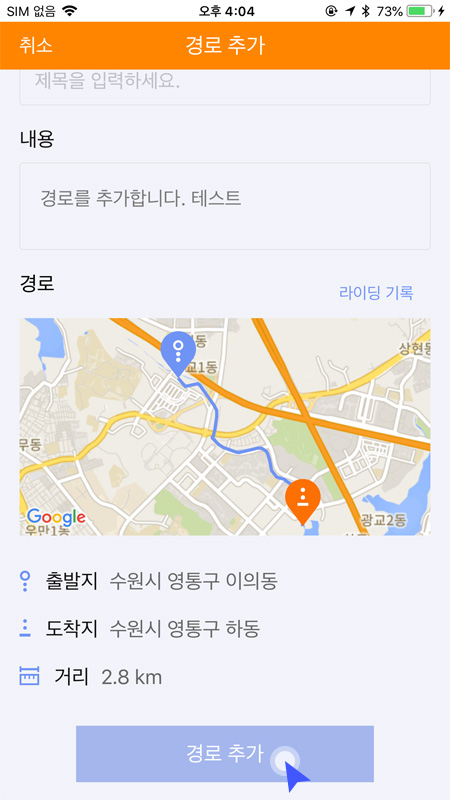 SIM 없음 오후 4:04 73%
취소 경로 추가
제목을 입력하세요.
내용
경로를 추가합니다. 테스트
경로
라이딩 기록
교1동
상현동
무동
Google
우만1동
광교2동
출발지 수원시 영통구 이의동
도착지 수원시 영통구 하동
거리 2.8 km
경로 추가